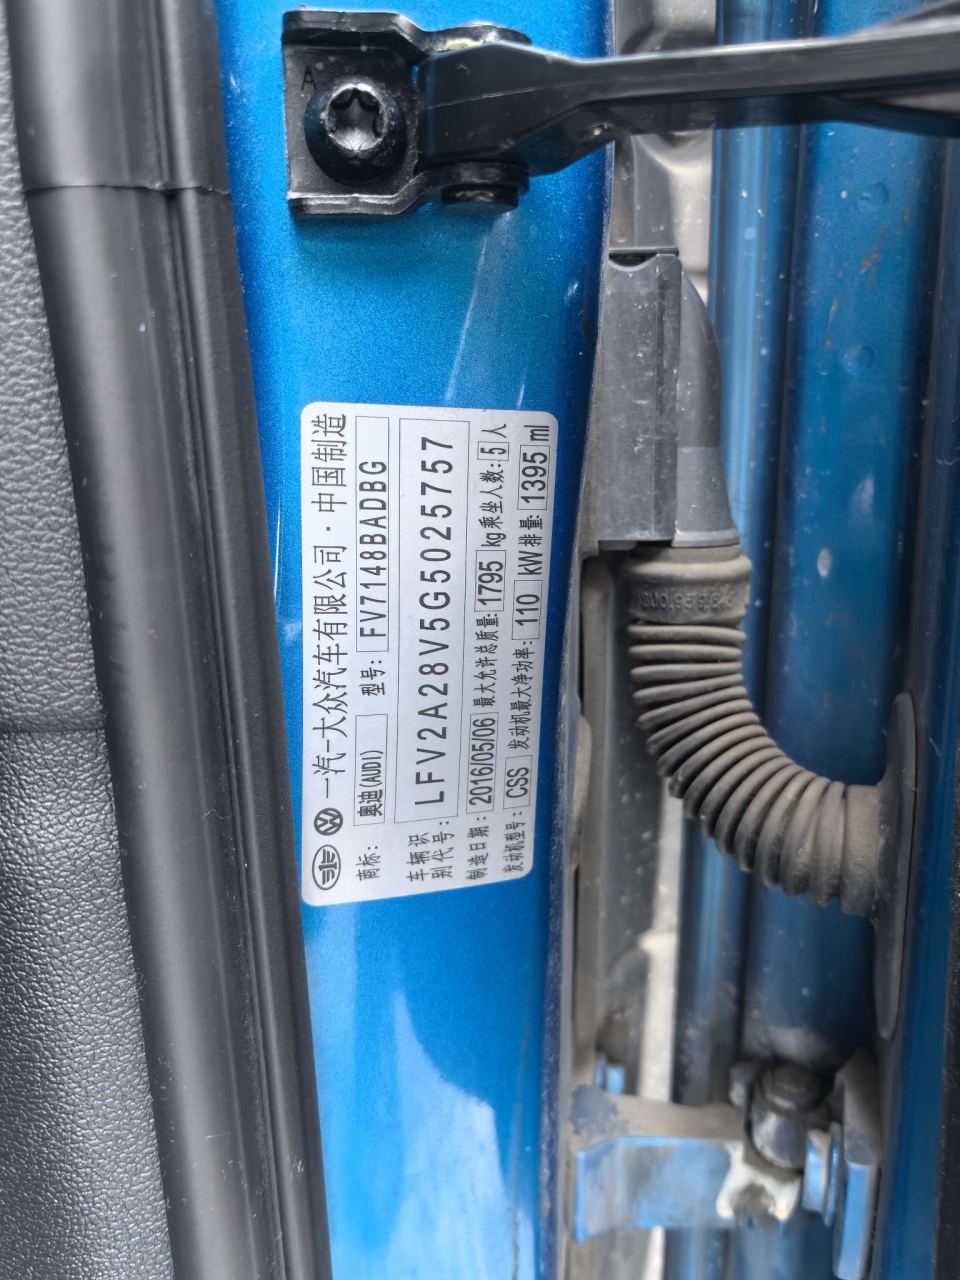 一汽-大众汽车有限公司·中国制造
商标: 奥迪(AUDI) 型号: FV7148BADBG
车辆识别代号: LFV2A28V5G5025757
制造日期: 2016/05/06 最大允许总质量: 1795 kg 乘坐人数: 5 人
发动机型号: CSS 发动机最大净功率: 110 kW 排量: 1395 ml
A